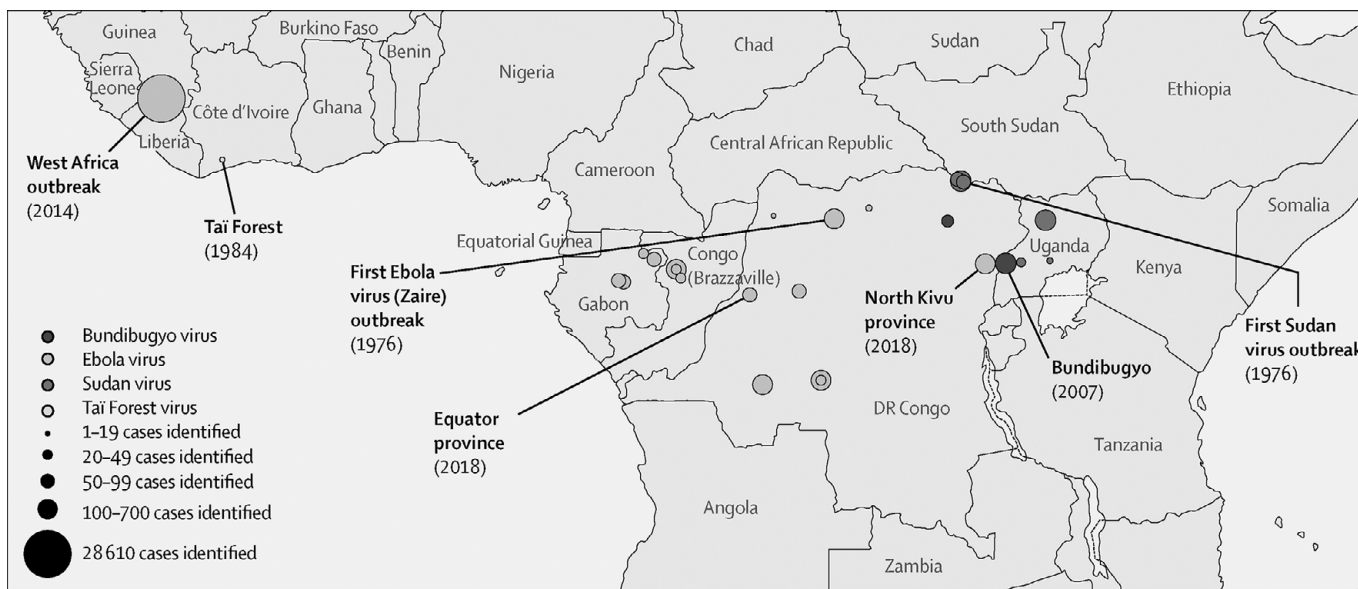 Guinea
Burkino Faso
Benin
Chad
Sudan
Sierra
Leone
Nigeria
Ethiopia
Côte d'Ivoire
Ghana
Liberia
South Sudan
Central African Republic
West Africa
outbreak
(2014)
Cameroon
Somalia
Taï Forest
(1984)
Equatorial Guinea
Uganda
Congo
(Brazzaville)
Kenya
First Ebola
virus (Zaire)
outbreak
(1976)
Gabon
North Kivu
province
(2018)
First Sudan
virus outbreak
(1976)
Bundibugyo virus
Ebola virus
Sudan virus
Taï Forest virus
1–19 cases identified
20–49 cases identified
50–99 cases identified
100–700 cases identified
28 610 cases identified
Bundibugyo
(2007)
Equator
province
(2018)
DR Congo
Tanzania
Angola
Zambia